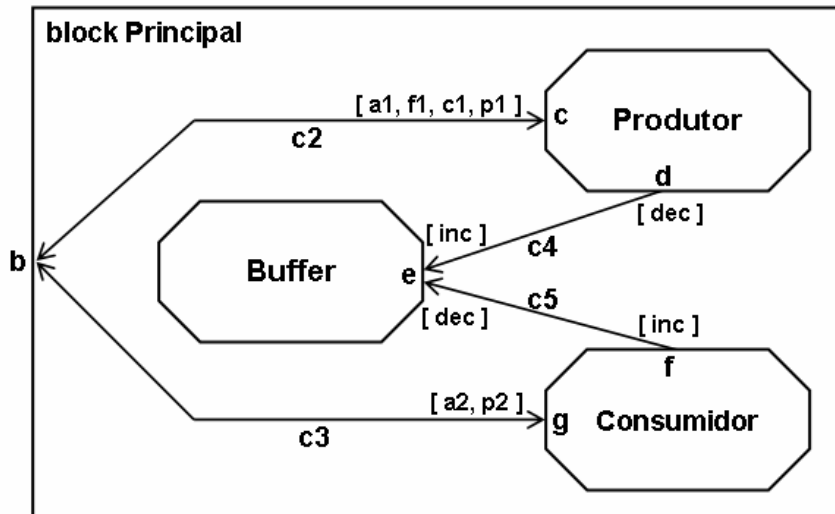 block Principal
[ a1, f1, c1, p1 ]
c
Produtor
c2
d
[ dec ]
[ inc ]
c4
b
Buffer
e
c5
[ dec ]
[ inc ]
f
[ a2, p2 ]
g
Consumidor
c3